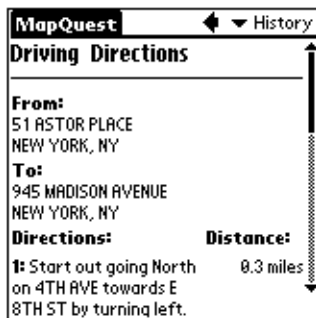 MapQuest History
Driving Directions
From:
51 ASTOR PLACE
NEW YORK, NY
To:
945 MADISON AVENUE
NEW YORK, NY
Directions: Distance:
1: Start out going North 0.3 miles
on 4TH AVE towards E
8TH ST by turning left.